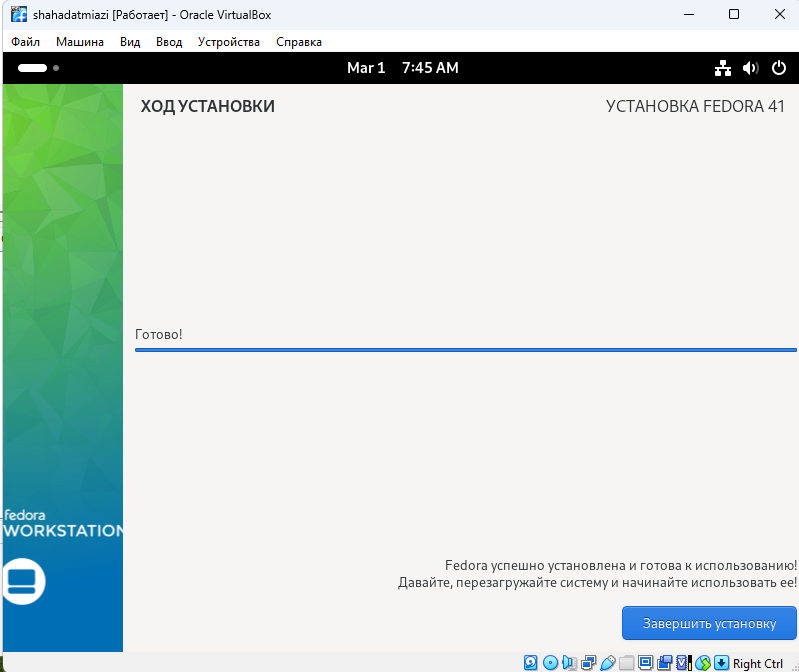 shahadatmiazi [Работает] - Oracle VirtualBox
Файл Машина Вид Ввод Устройства Справка
Mar 1 7:45 AM
ХОД УСТАНОВКИ
УСТАНОВКА FEDORA 41
Готово!
fedora
WORKSTATION
Fedora успешно установлена и готова к использованию!
Давайте, перезагружайте систему и начинайте использовать ее!
Завершить установку
Right Ctrl